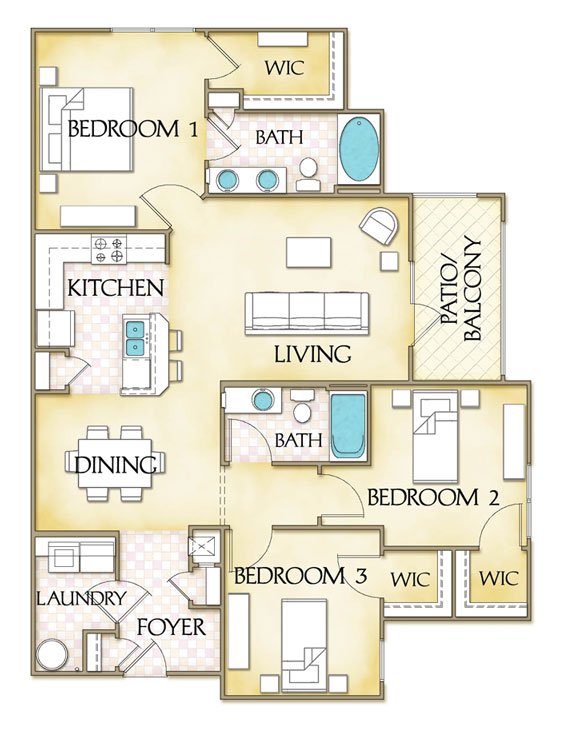 WIC
BEDROOM 1
BATH
KITCHEN
PATIO/
BALCONY
LIVING
DINING
BATH
BEDROOM 2
BEDROOM 3
WIC
WIC
LAUNDRY
FOYER